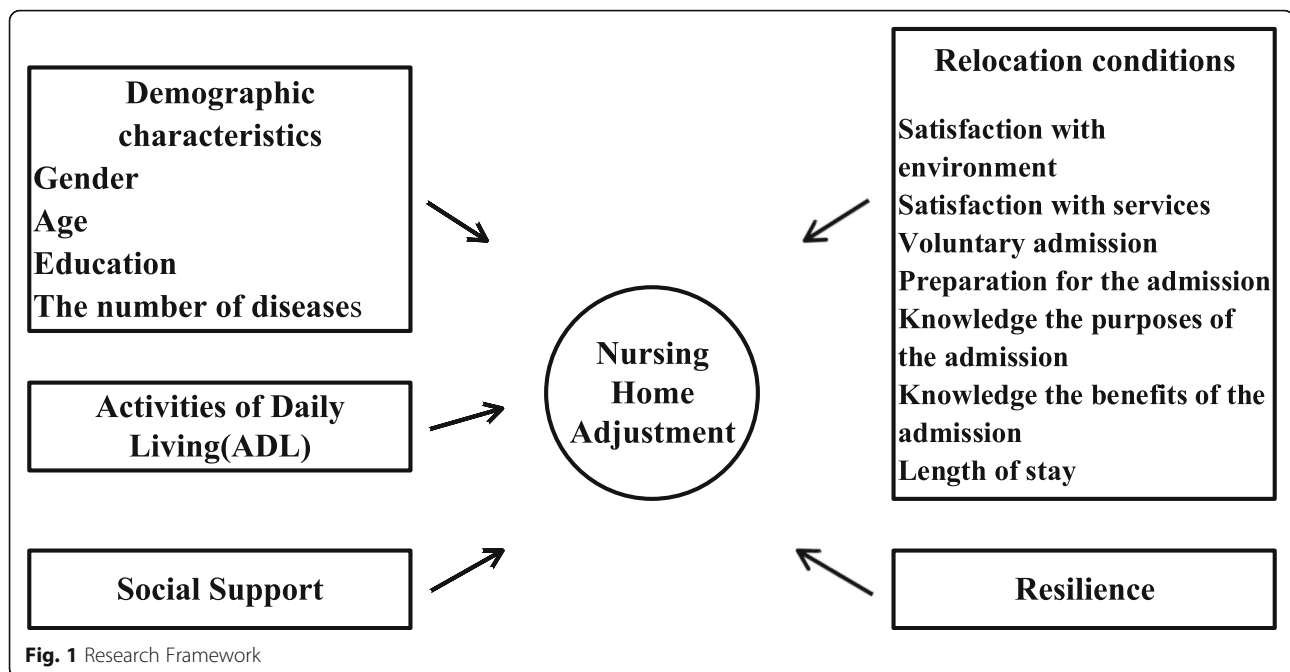 Demographic
characteristics
Gender
Age
Education
The number of diseases
Activities of Daily
Living(ADL)
Social Support
Nursing
Home
Adjustment
Relocation conditions
Satisfaction with
environment
Satisfaction with services
Voluntary admission
Preparation for the admission
Knowledge the purposes of
the admission
Knowledge the benefits of the
admission
Length of stay
Resilience
Fig. 1 Research Framework